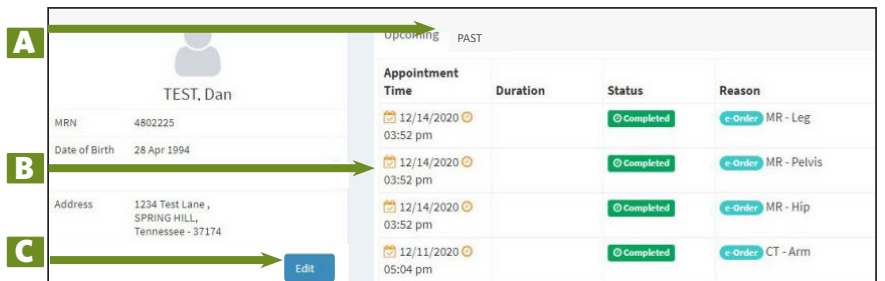 A
Upcoming PAST
TEST, Dan
MRN 4802225
Date of Birth 28 Apr 1994
B
Address 1234 Test Lane ,
SPRING HILL,
Tennessee - 37174
C
Edit
Appointment
Time Duration Status Reason
12/14/2020 Completed e-Order MR - Leg
03:52 pm
12/14/2020 Completed e-Order MR - Pelvis
03:52 pm
12/14/2020 Completed e-Order MR - Hip
03:52 pm
12/11/2020 Completed e-Order CT - Arm
05:04 pm